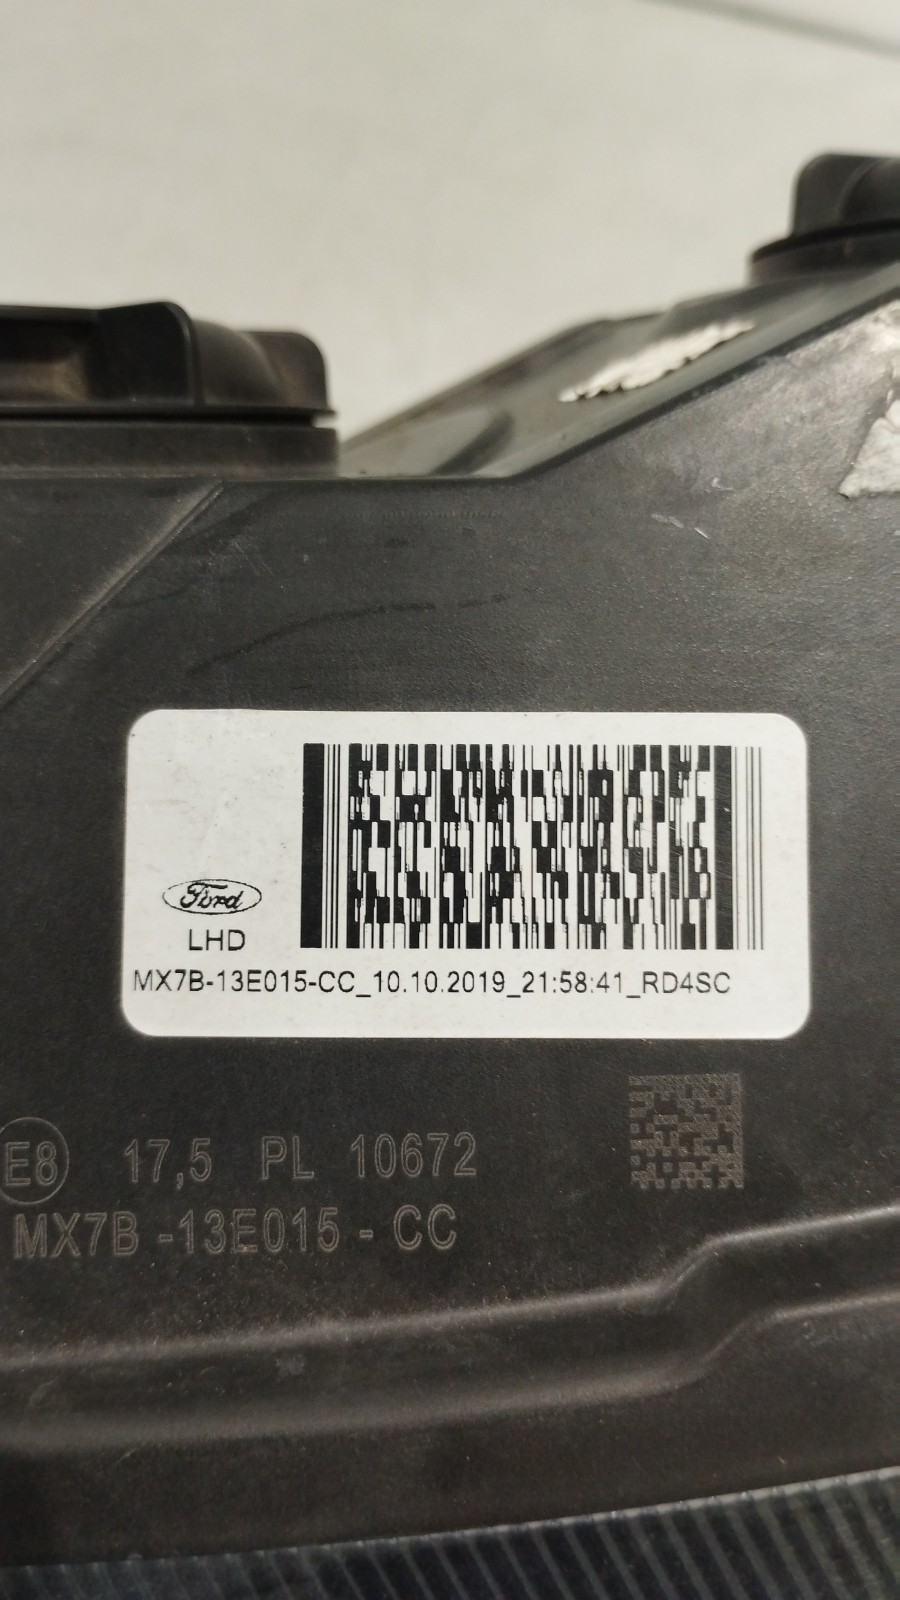 Ford
LHD
MX7B-13E015-CC_10.10.2019_21:58:41_RD4SC
E8 17,5 PL 10672
MX7B -13E015 - CC